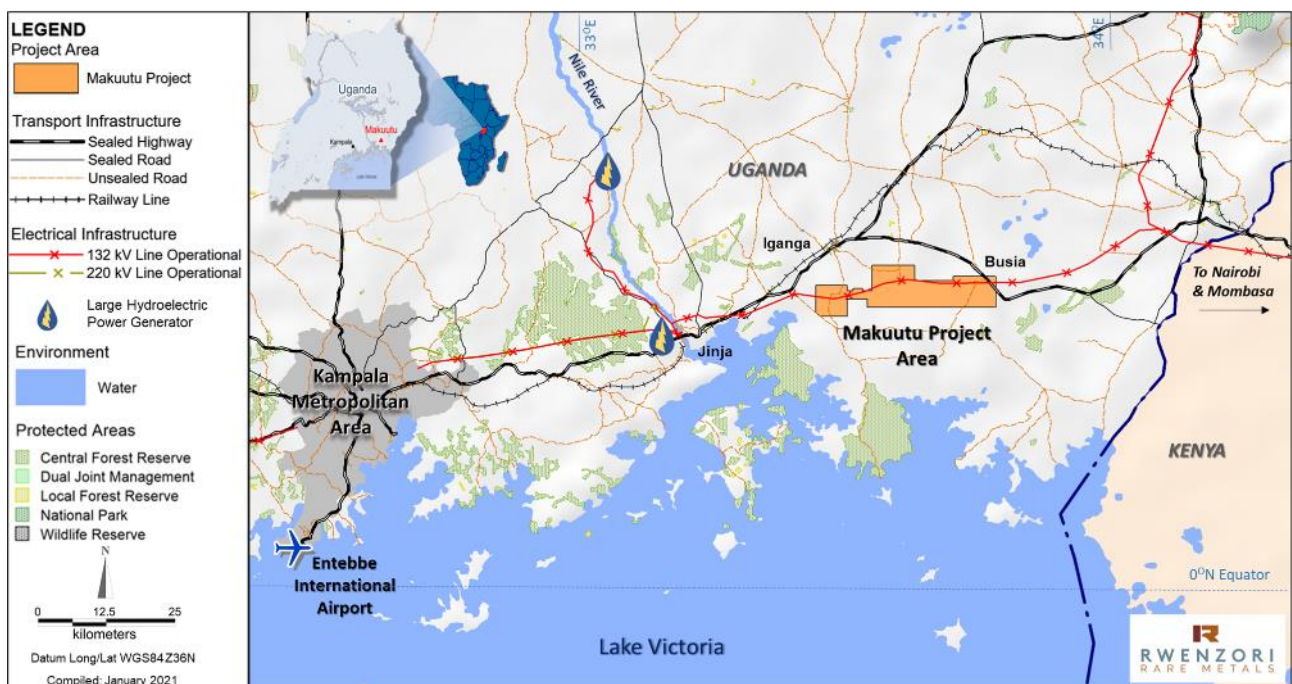 LEGEND
Project Area
Makuutu Project
Transport Infrastructure
Sealed Highway
Sealed Road
Unsealed Road
Railway Line
Electrical Infrastructure
132 kV Line Operational
220 kV Line Operational
Large Hydroelectric
Power Generator
Environment
Water
Protected Areas
Central Forest Reserve
Dual Joint Management
Local Forest Reserve
National Park
Wildlife Reserve
N
0 12.5 25
kilometers
Datum Long/Lat WGS84Z36N
Compiled: January 2021
Uganda
Makuutu
Kampala
Lake Victoria
33°E
34°E
Nile River
UGANDA
Iganga
Busia
To Nairobi
& Mombasa
Makuutu Project
Area
Jinja
Kampala
Metropolitan
Area
KENYA
Entebbe
International
Airport
0°N Equator
Lake Victoria
RWENZORI
RARE METALS